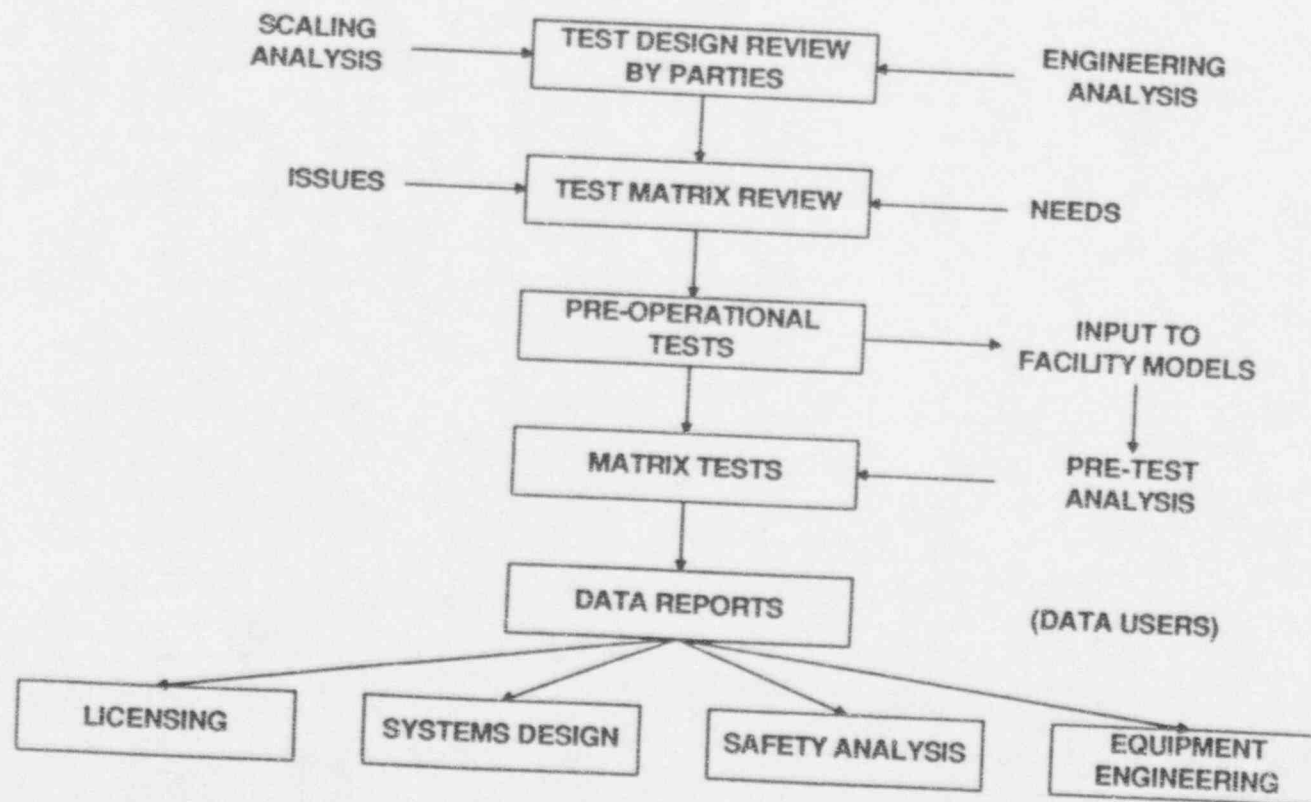 SCALING
ANALYSIS
TEST DESIGN REVIEW
BY PARTIES
ENGINEERING
ANALYSIS
ISSUES
TEST MATRIX REVIEW
NEEDS
PRE-OPERATIONAL
TESTS
INPUT TO
FACILITY MODELS
MATRIX TESTS
PRE-TEST
ANALYSIS
DATA REPORTS
(DATA USERS)
LICENSING
SYSTEMS DESIGN
SAFETY ANALYSIS
EQUIPMENT
ENGINEERING